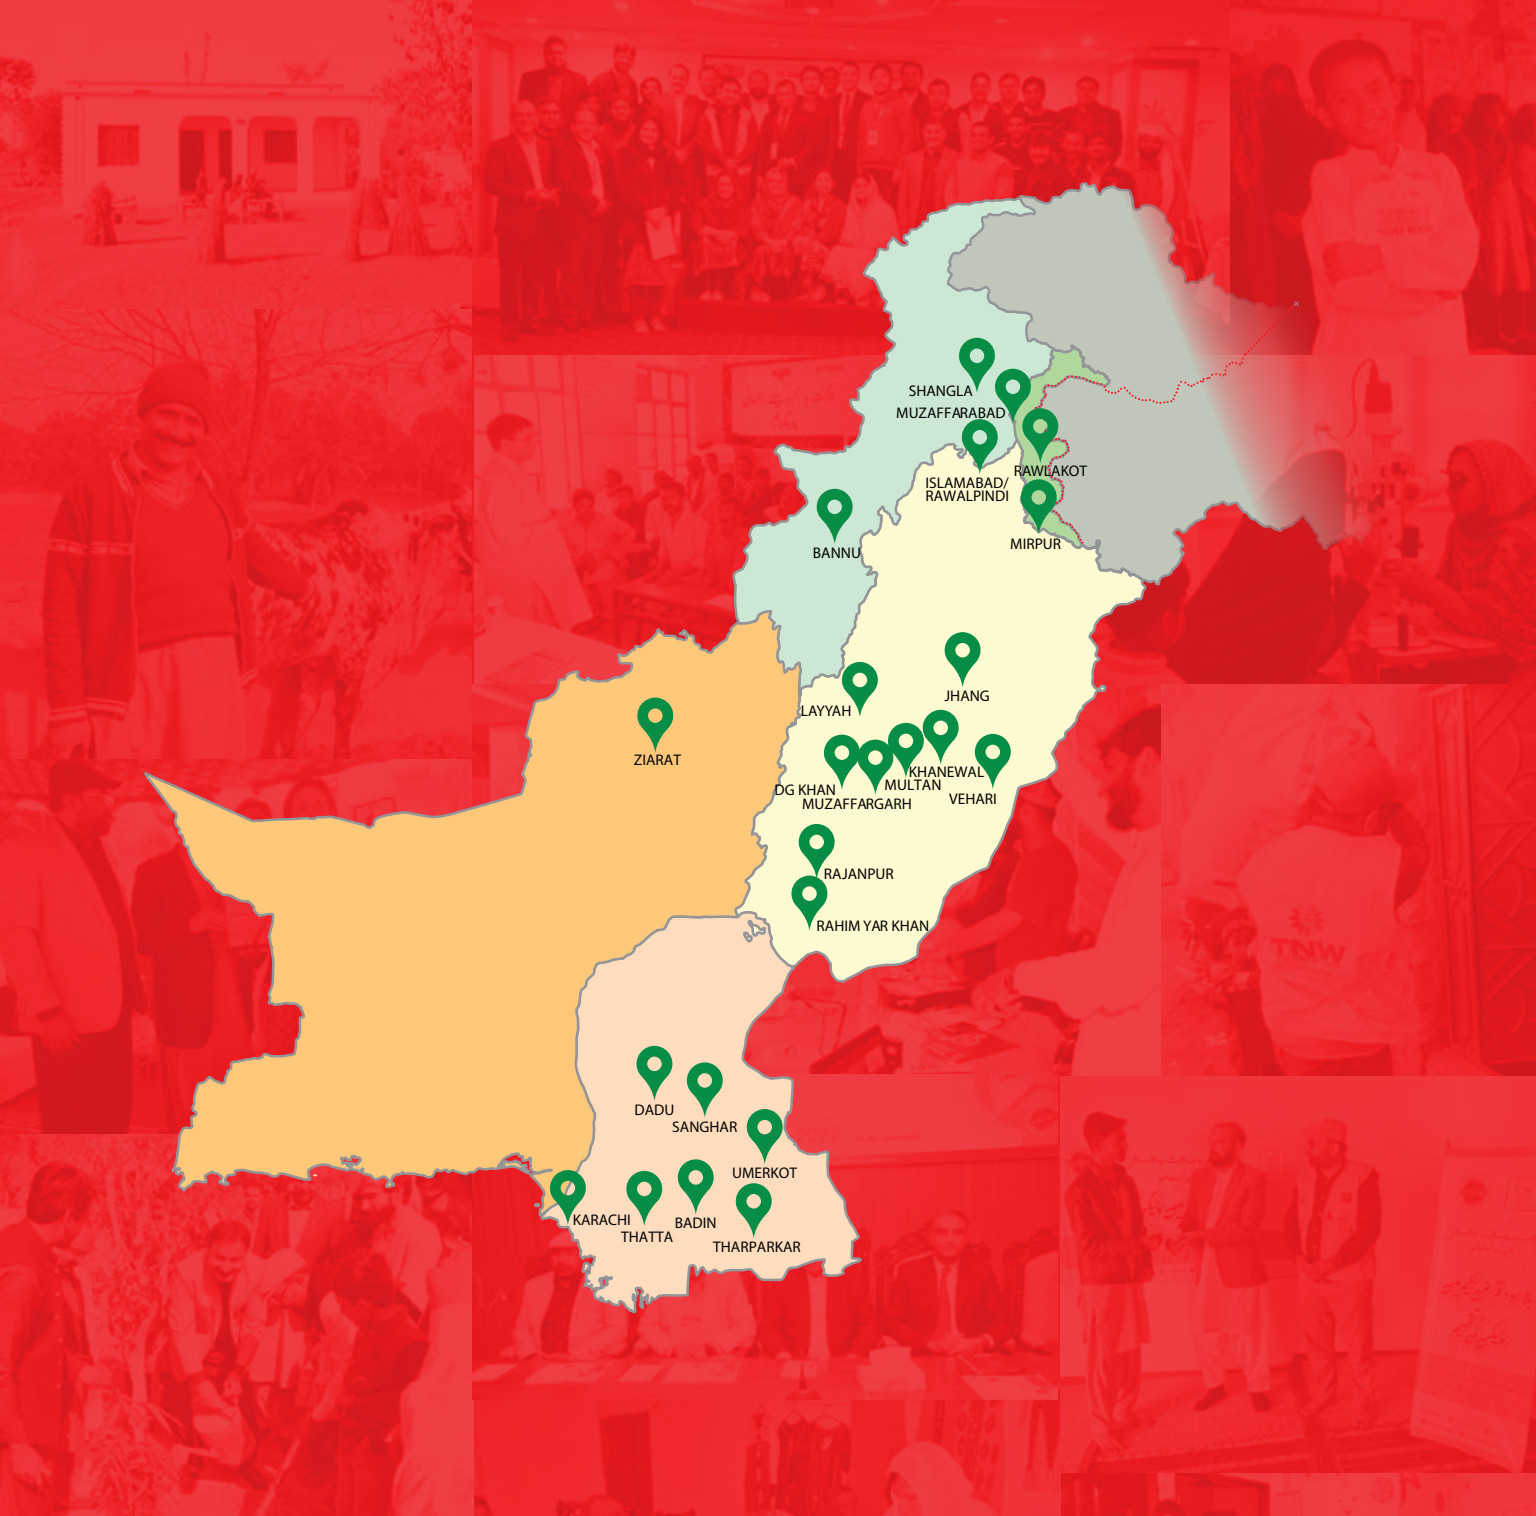 SHANGLA
MUZAFFARABAD
RAWLAKOT
ISLAMABAD/
RAWALPINDI
MIRPUR
BANNU
JHANG
LAYYAH
ZIARAT
KHANEWAL
MULTAN
DG KHAN
VEHARI
MUZAFFARGARH
RAJANPUR
RAHIM YAR KHAN
TNW
DADU
SANGHAR
UMERKOT
KARACHI
BADIN
THATTA
THARPARKAR